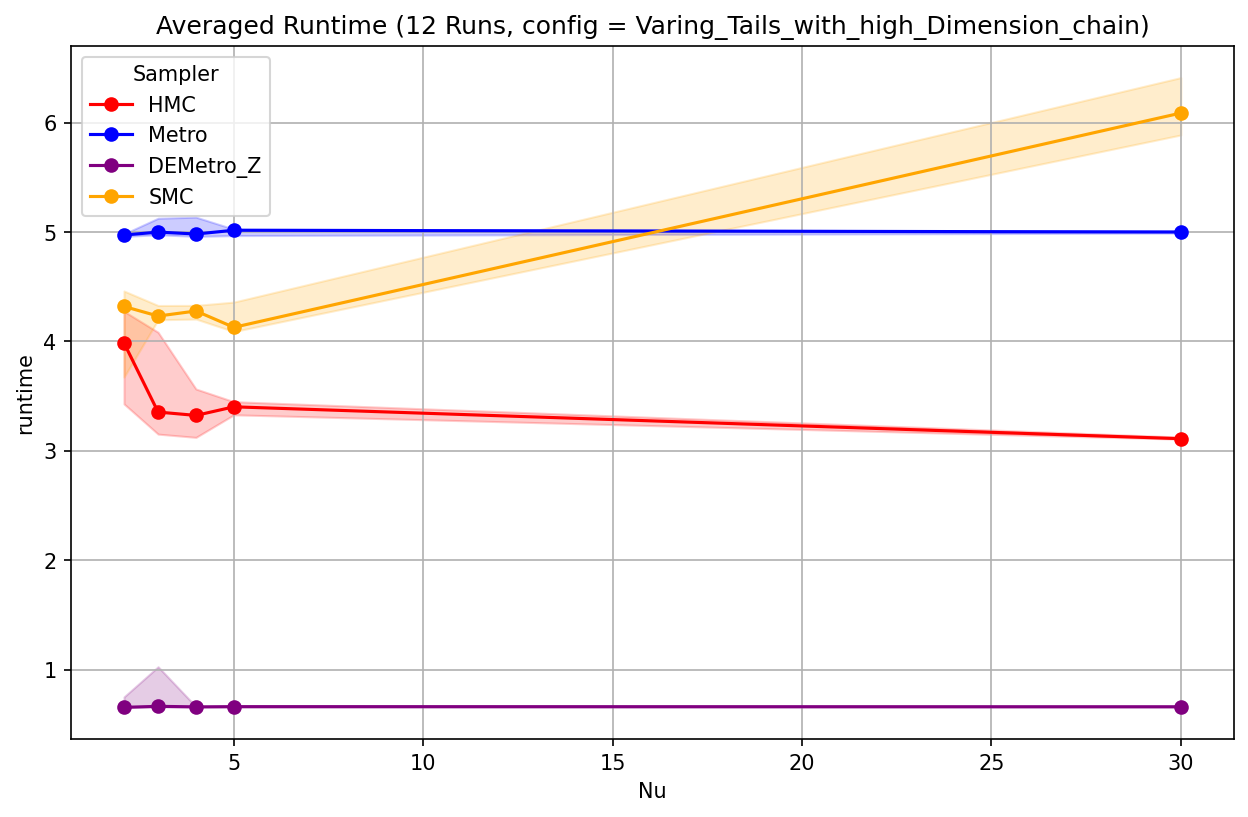 Averaged Runtime (12 Runs, config = Varing_Tails_with_high_Dimension_chain)
Sampler
HMC
Metro
DEMetro_Z
SMC
6
5
4
3
2
1
runtime
5 10 15 20 25 30
Nu